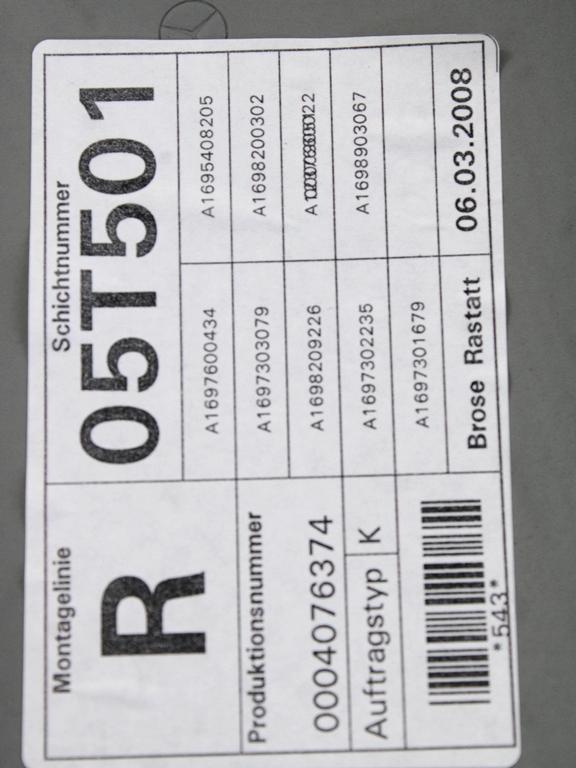 Montagelinie
R
Schichtnummer
05T501
Produktionsnummer
0004076374
Auftragstyp K
*543*
A1697600434 A1695408205
A1697303079 A1698200302
A1698209226
A1697302235 A1698903067
A1697301679
Brose Rastatt 06.03.2008